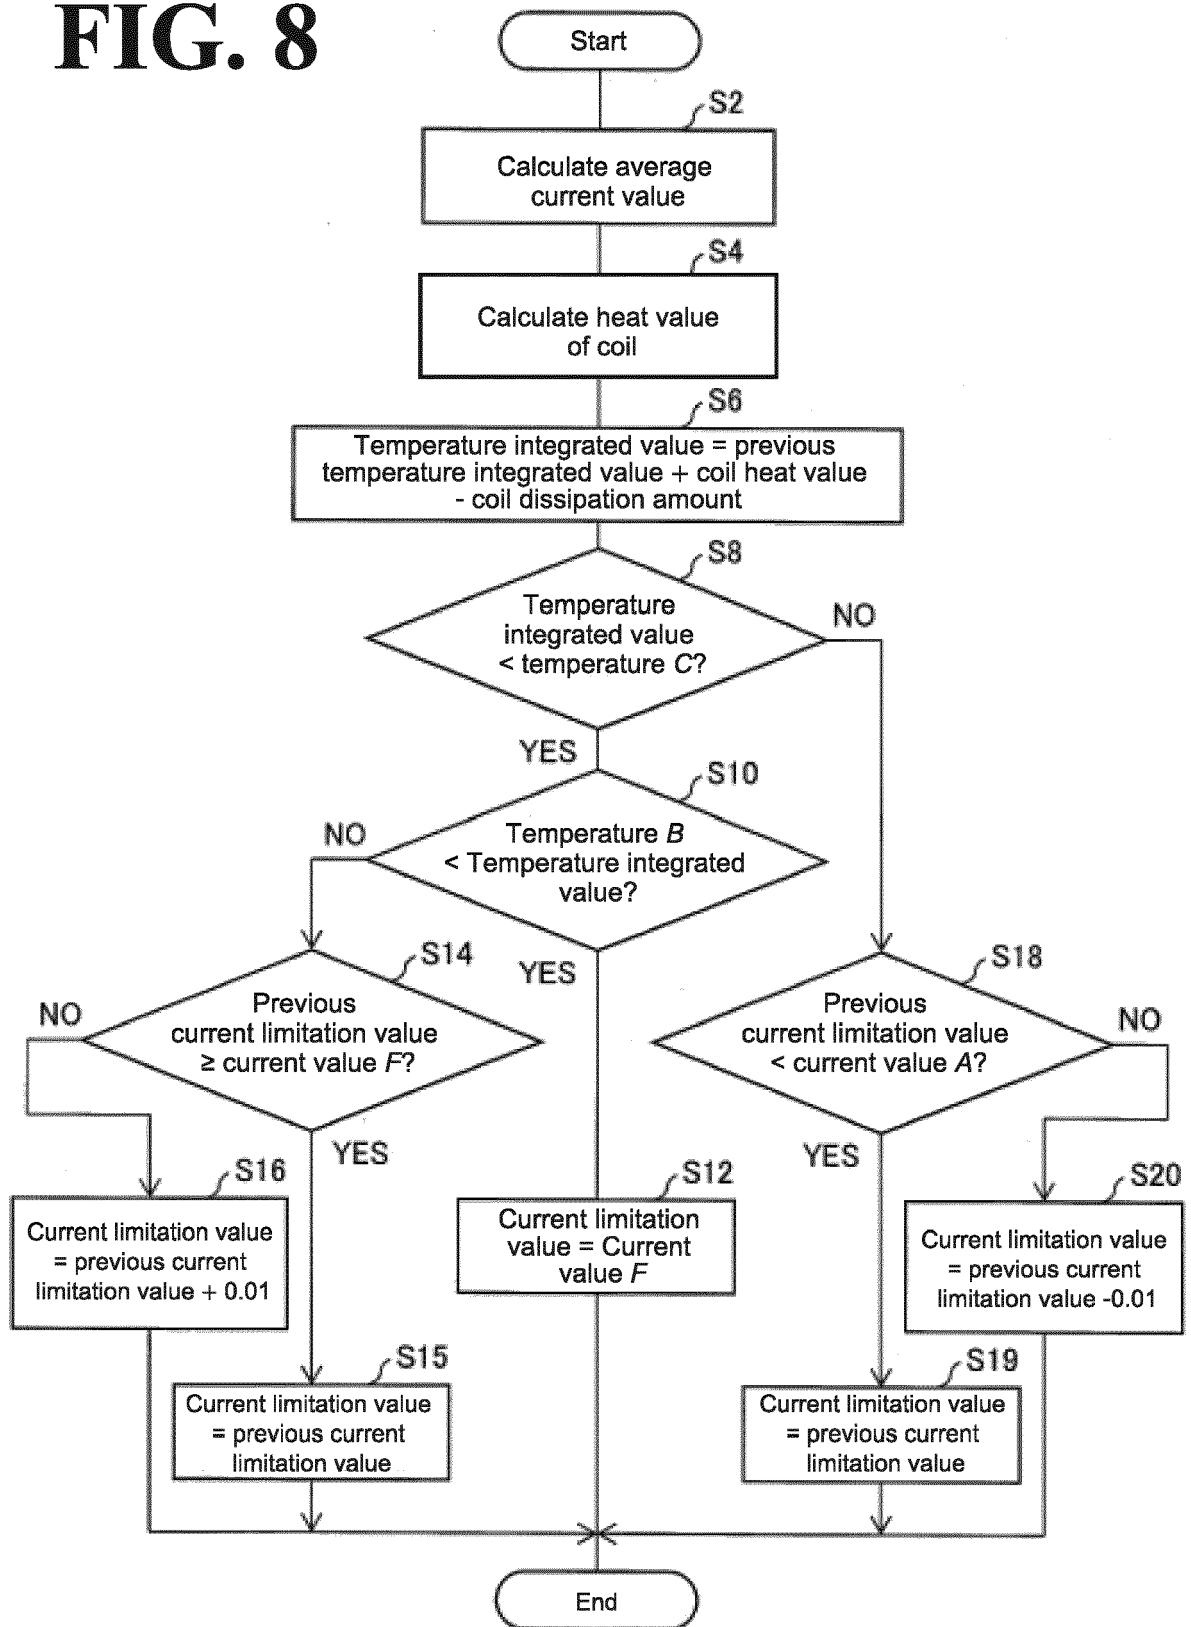 FIG. 8
Start
S2
Calculate average
current value
S4
Calculate heat value
of coil
S6
Temperature integrated value = previous
temperature integrated value + coil heat value
- coil dissipation amount
S8
Temperature
integrated value
< temperature C?
NO
YES
S10
Temperature B
< Temperature integrated
value?
NO
YES
S14
Previous
current limitation value
≥ current value F?
NO
YES
S18
Previous
current limitation value
< current value A?
NO
YES
S16
Current limitation value
= previous current
limitation value + 0.01
S12
Current limitation
value = Current
value F
S20
Current limitation value
= previous current
limitation value -0.01
S15
Current limitation value
= previous current
limitation value
S19
Current limitation value
= previous current
limitation value
End